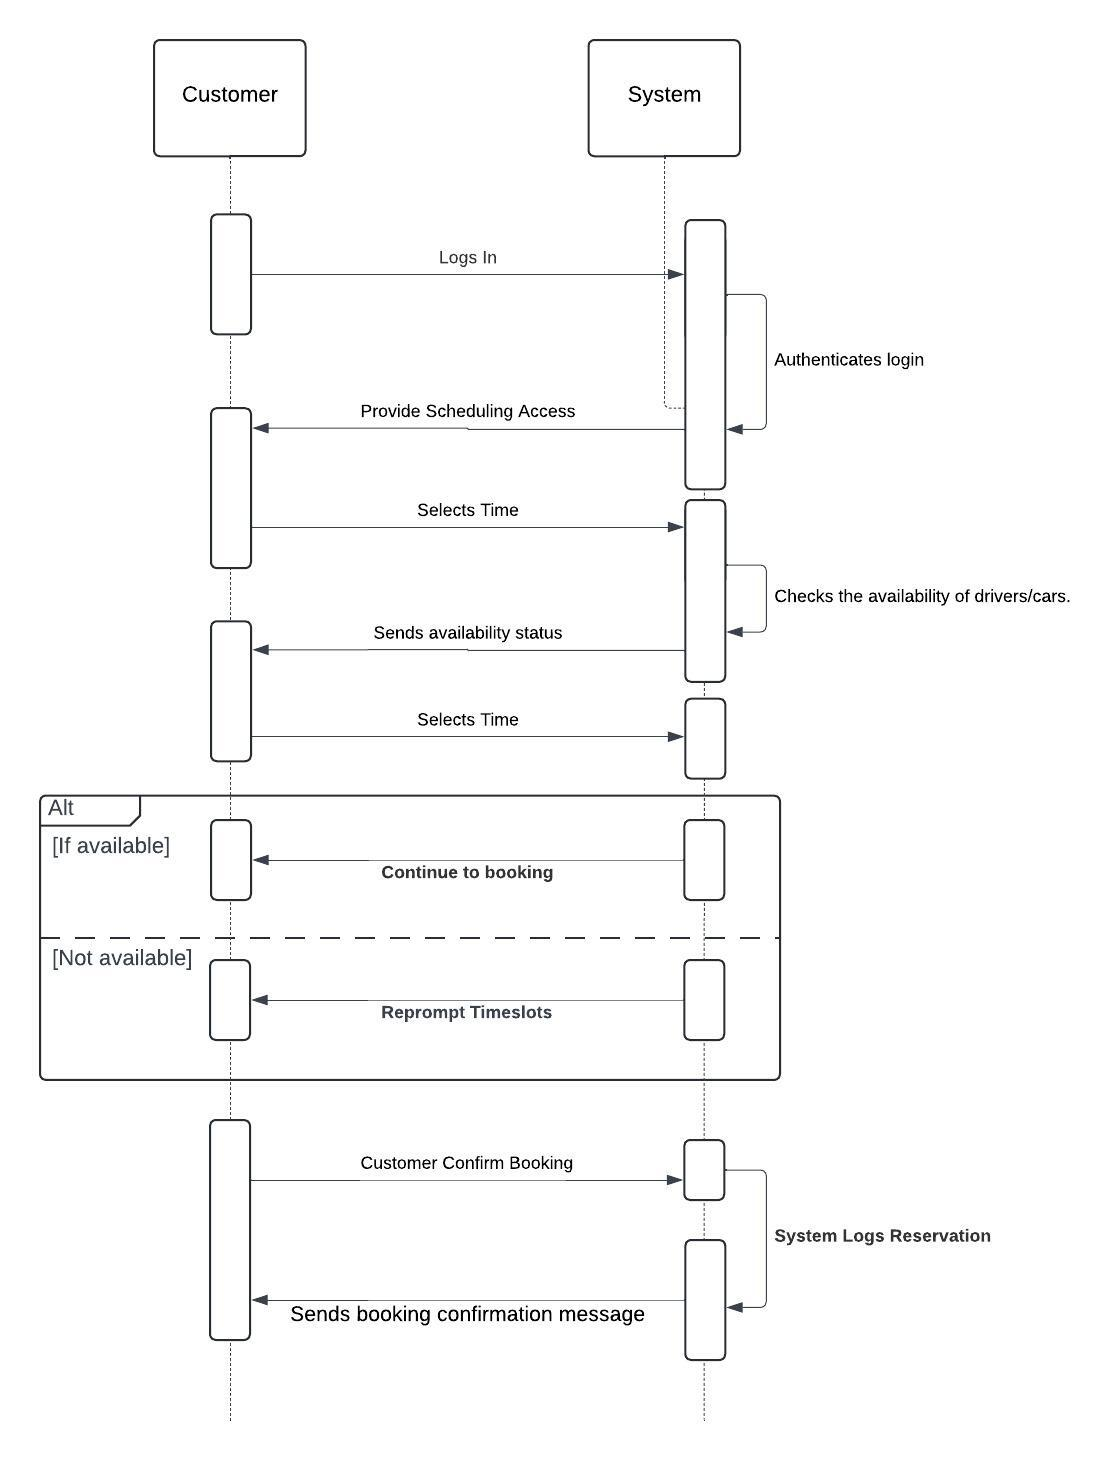 Customer
System
Logs In
Authenticates login
Provide Scheduling Access
Selects Time
Checks the availability of drivers/cars.
Sends availability status
Selects Time
Alt
[If available]
Continue to booking
[Not available]
Reprompt Timeslots
Customer Confirm Booking
System Logs Reservation
Sends booking confirmation message